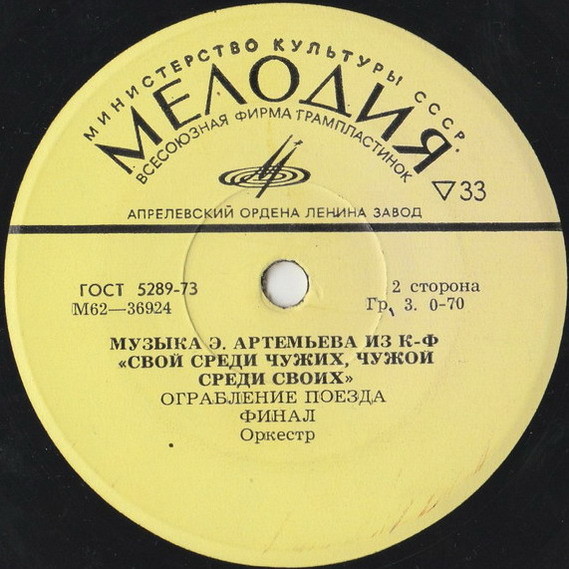 МИНИСТЕРСТВО КУЛЬТУРЫ СССР
МЕЛОДИЯ
ВСЕСОЮЗНАЯ ФИРМА ГРАМПЛАСТИНОК
33
АПРЕЛЕВСКИЙ ОРДЕНА ЛЕНИНА ЗАВОД
ГОСТ 5289-73
М62—36924
2 сторона
Гр. 3. 0-70
МУЗЫКА Э. АРТЕМЬЕВА ИЗ К-Ф
«СВОЙ СРЕДИ ЧУЖИХ, ЧУЖОЙ
СРЕДИ СВОИХ»
ОГРАБЛЕНИЕ ПОЕЗДА
ФИНАЛ
Оркестр